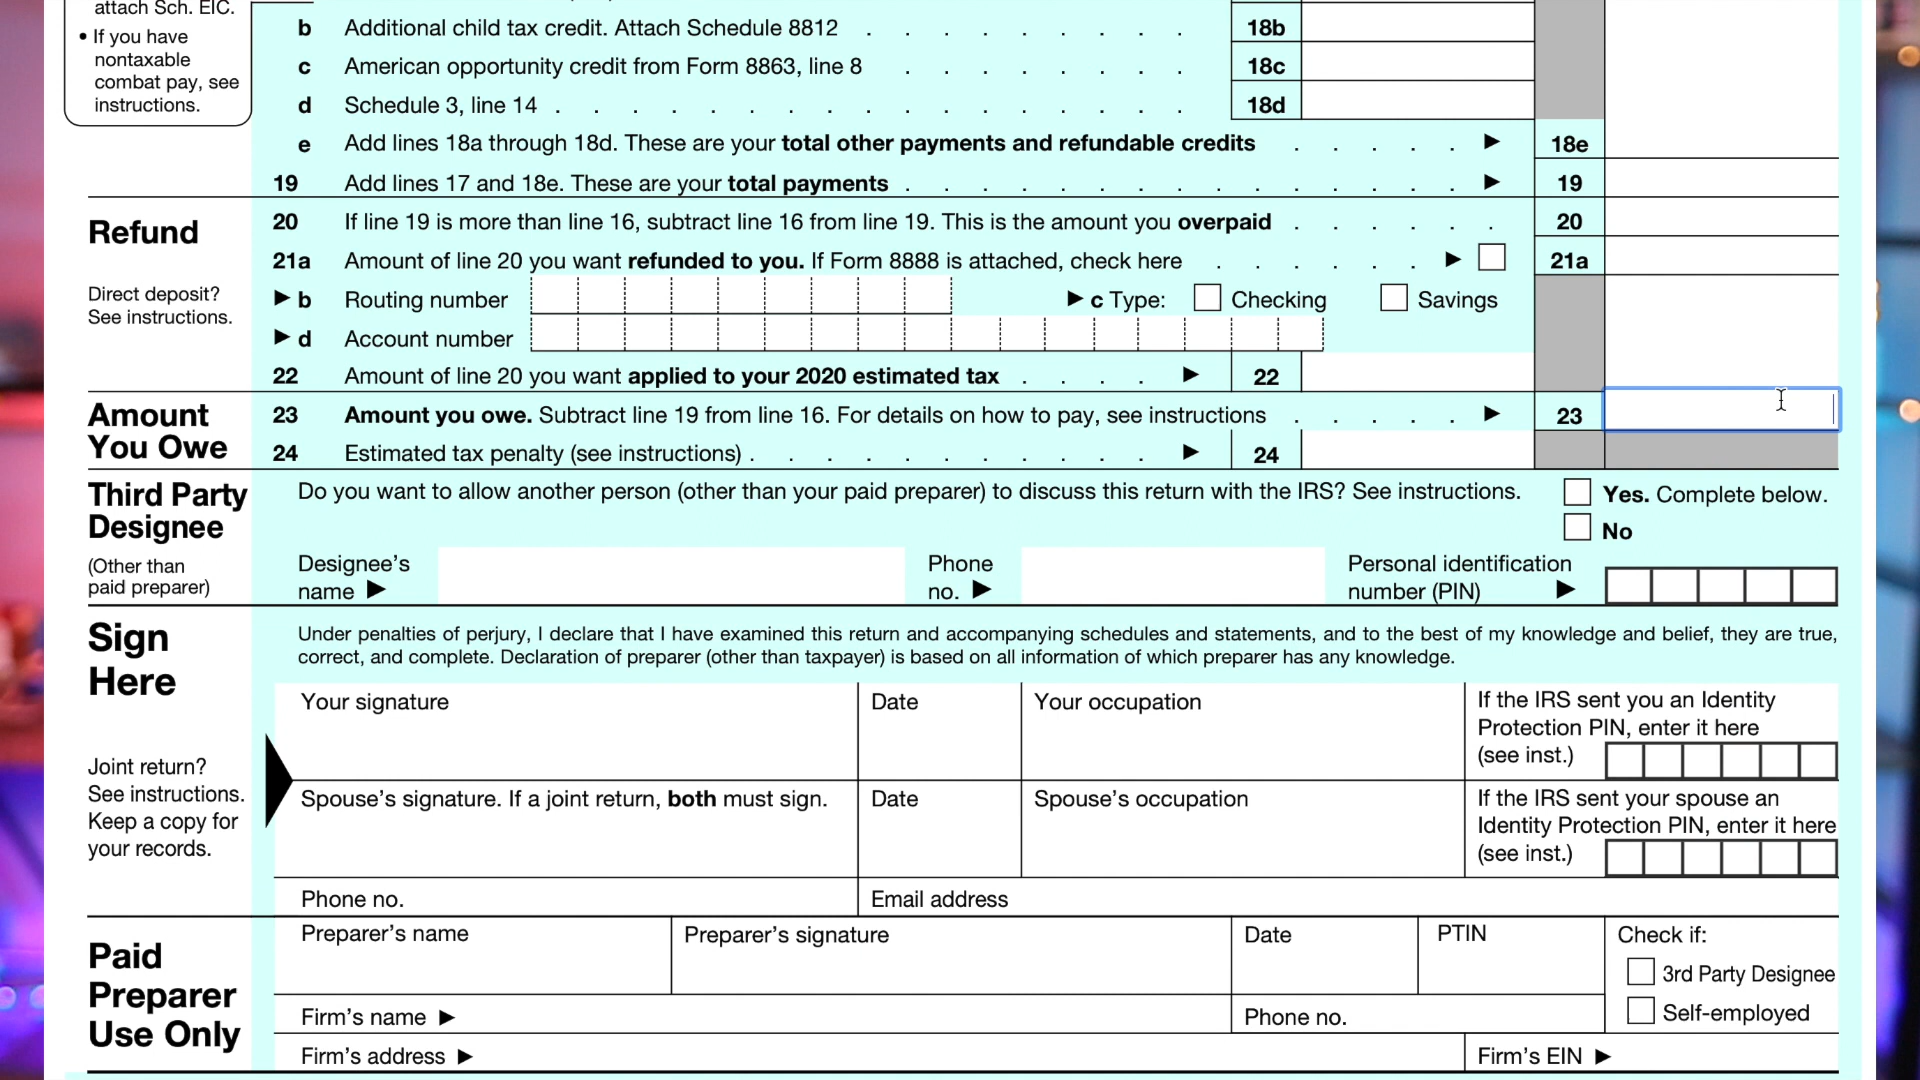 attach Sch. EIC.
• If you have
nontaxable
combat pay, see
instructions.
b Additional child tax credit. Attach Schedule 8812 . . . . . . . . . 18b
c American opportunity credit from Form 8863, line 8 . . . . . . . 18c
d Schedule 3, line 14 . . . . . . . . . . . . . . 18d
e Add lines 18a through 18d. These are your total other payments and refundable credits . . . . . ▶ 18e
19 Add lines 17 and 18e. These are your total payments . . . . . . . . . . . . . . ▶ 19
Refund
20 If line 19 is more than line 16, subtract line 16 from line 19. This is the amount you overpaid . . . . . . 20
21a Amount of line 20 you want refunded to you. If Form 8888 is attached, check here . . . . . . ▶ 21a
Direct deposit?
See instructions.
▶ b Routing number ▶ c Type: Checking Savings
▶ d Account number
22 Amount of line 20 you want applied to your 2020 estimated tax . . . . ▶ 22
Amount
You Owe
23 Amount you owe. Subtract line 19 from line 16. For details on how to pay, see instructions . . . . . ▶ 23
24 Estimated tax penalty (see instructions) . . . . . . . . . . . ▶ 24
Third Party
Designee
(Other than
paid preparer)
Do you want to allow another person (other than your paid preparer) to discuss this return with the IRS? See instructions.
Yes. Complete below.
No
Designee’s
name ▶
Phone
no. ▶
Personal identification
number (PIN) ▶
Sign
Here
Joint return?
See instructions.
Keep a copy for
your records.
Under penalties of perjury, I declare that I have examined this return and accompanying schedules and statements, and to the best of my knowledge and belief, they are true,
correct, and complete. Declaration of preparer (other than taxpayer) is based on all information of which preparer has any knowledge.
Your signature
Date
Your occupation
If the IRS sent you an Identity
Protection PIN, enter it here
(see inst.)
Spouse’s signature. If a joint return, both must sign.
Date
Spouse’s occupation
If the IRS sent your spouse an
Identity Protection PIN, enter it here
(see inst.)
Phone no.
Email address
Paid
Preparer
Use Only
Preparer’s name
Preparer’s signature
Date
PTIN
Check if:
3rd Party Designee
Self-employed
Firm’s name ▶
Phone no.
Firm’s address ▶
Firm’s EIN ▶